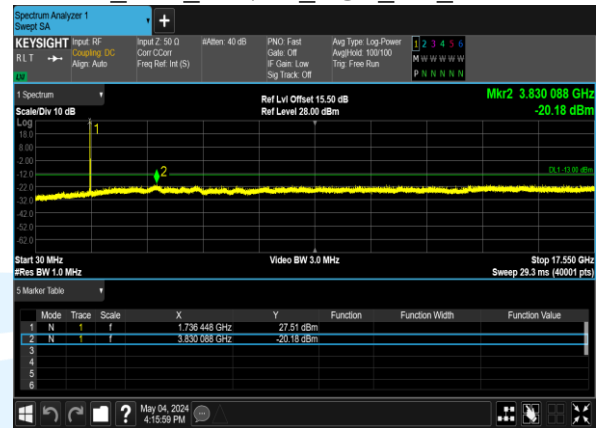 Spectrum Analyzer 1
Swept SA
KEYSIGHT Input: RF Input Z: 50 Ω #Atten: 40 dB PNO: Fast Avg Type: Log-Power 1 2 3 4 5 6
R L T Coupling: DC Corr CCorr Gate: Off Avg|Hold: 100/100 M W W W W W
Align: Auto Freq Ref: Int (S) IF Gain: Low Trig: Free Run
Sig Track: Off P N N N N N
LV
1 Spectrum Ref Lvl Offset 15.50 dB Mkr2 3.830 088 GHz
Scale/Div 10 dB Ref Level 28.00 dBm -20.18 dBm
Log
1
18.0
8.00
-2.00
2
DL1 -13.00 dBm
-12.0
-22.0
-32.0
-42.0
-52.0
-62.0
Start 30 MHz Video BW 3.0 MHz Stop 17.550 GHz
#Res BW 1.0 MHz Sweep 29.3 ms (40001 pts)
5 Marker Table
Mode Trace Scale X Y Function Function Width Function Value
1 N 1 f 1.736 448 GHz 27.51 dBm
2 N 1 f 3.830 088 GHz -20.18 dBm
3
4
5
6
? May 04, 2024
4:15:59 PM